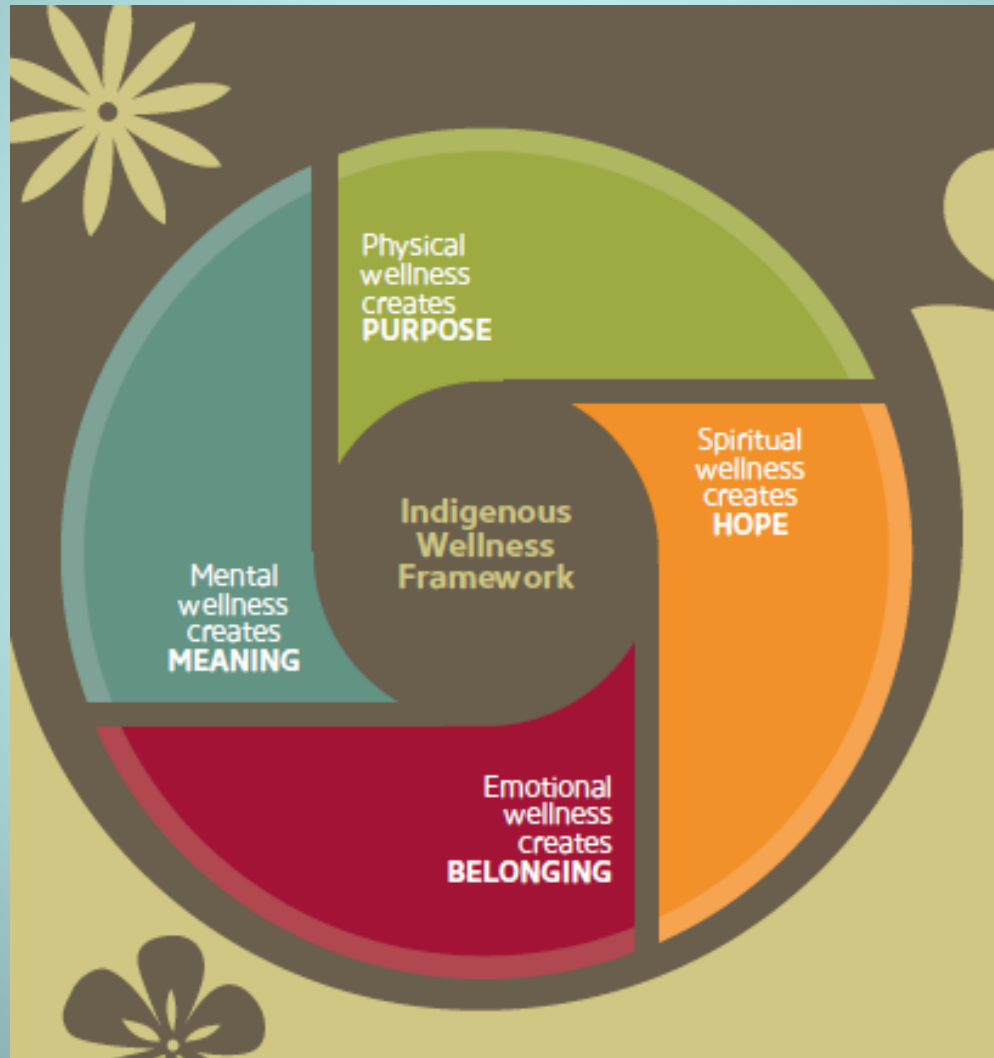 Physical
wellness
creates
PURPOSE
Spiritual
wellness
creates
HOPE
Indigenous
Wellness
Framework
Mental
wellness
creates
MEANING
Emotional
wellness
creates
BELONGING